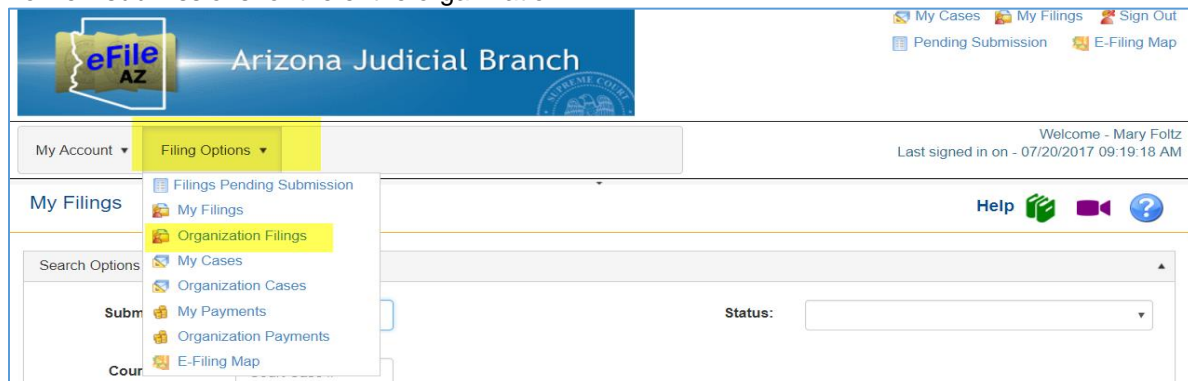 My Cases My Filings Sign Out
Pending Submission E-Filing Map
eFile
AZ
Arizona Judicial Branch
SUPREME COURT
My Account Filing Options
Welcome - Mary Foltz
Last signed in on - 07/20/2017 09:19:18 AM
My Filings
Help
Filings Pending Submission
My Filings
Organization Filings
My Cases
Organization Cases
My Payments
Organization Payments
E-Filing Map
Search Options
Subm
Status:
Cour